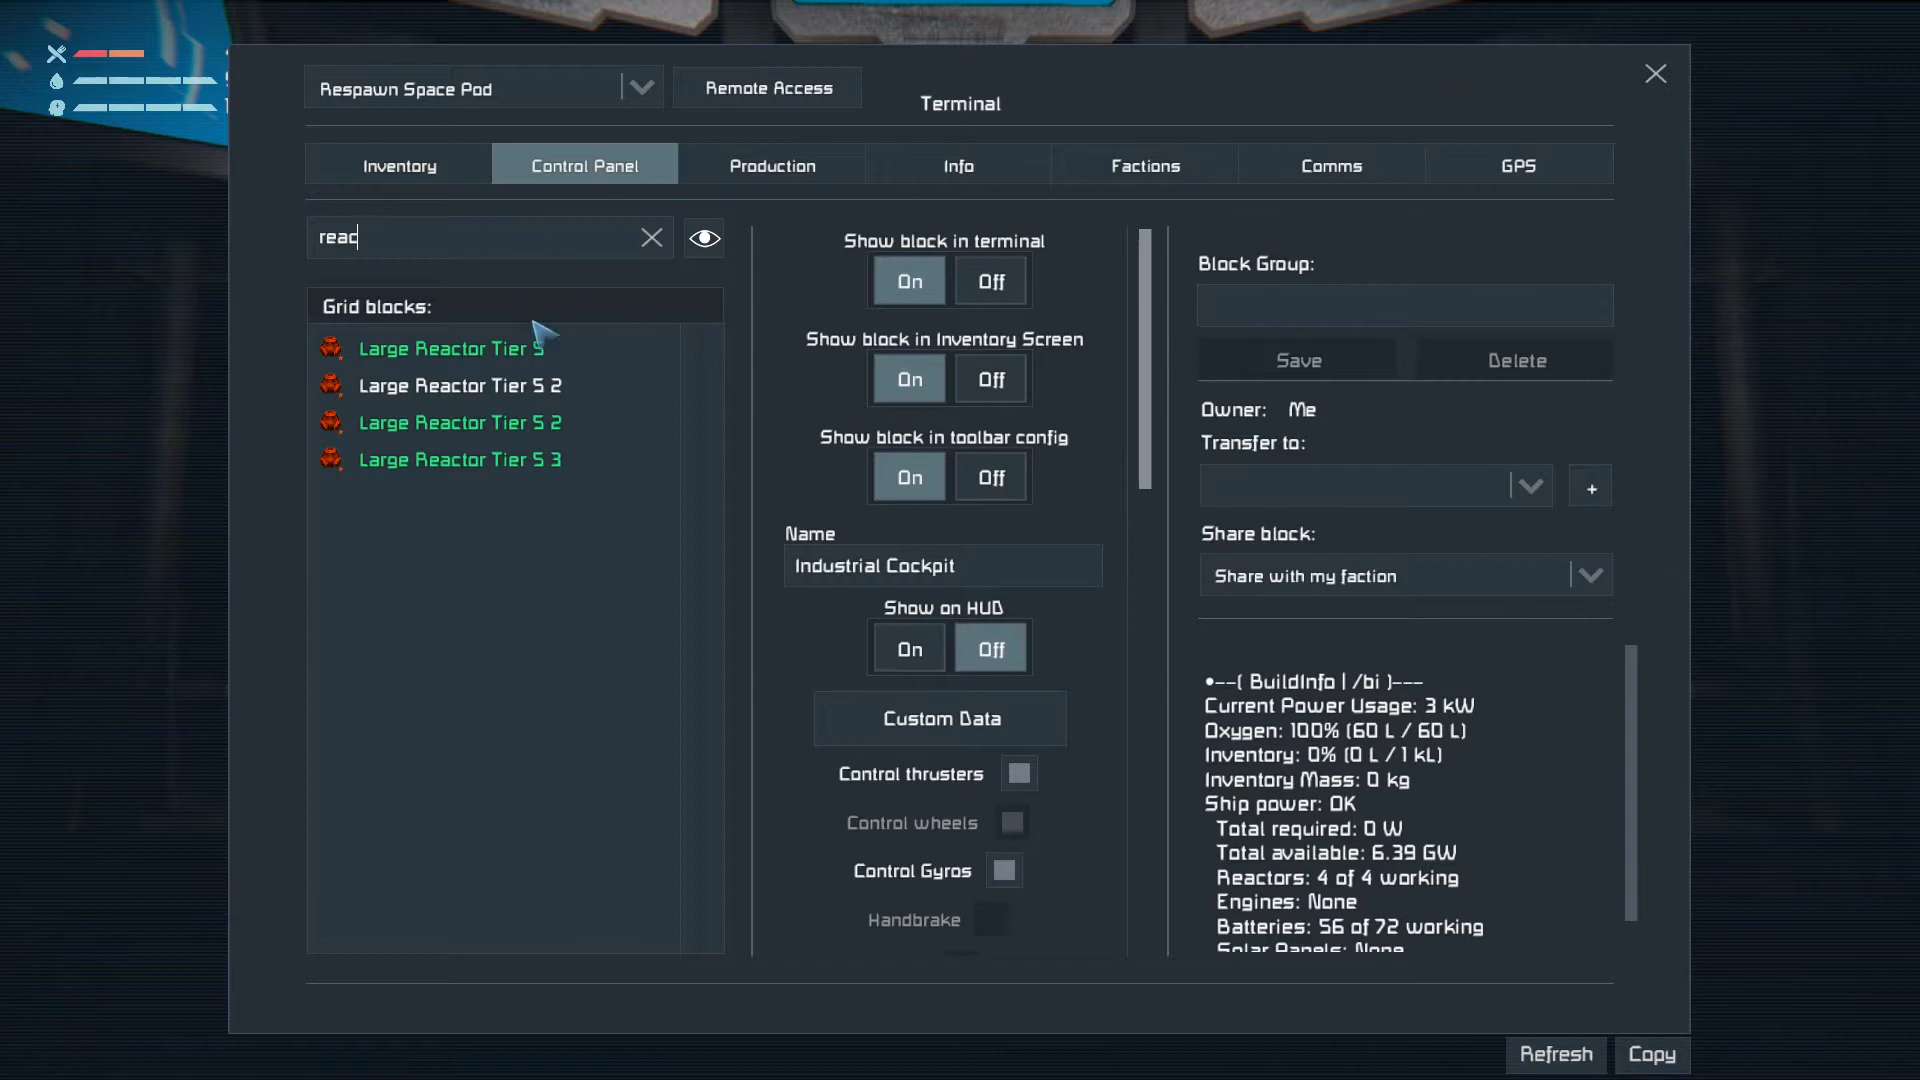 Respawn Space Pod
Remote Access
Terminal
Inventory
Control Panel
Production
Info
Factions
Comms
GPS
reac
Grid blocks:
Large Reactor Tier 5
Large Reactor Tier 5 2
Large Reactor Tier 5 2
Large Reactor Tier 5 3
Show block in terminal
On
Off
Show block in Inventory Screen
On
Off
Show block in toolbar config
On
Off
Name
Industrial Cockpit
Show on HUD
On
Off
Custom Data
Control thrusters
Control wheels
Control Gyros
Handbrake
Block Group:
Save
Delete
Owner: Me
Transfer to:
+
Share block:
Share with my faction
•--( BuildInfo | /bi )---
Current Power Usage: 3 kW
Oxygen: 100% (60 L / 60 L)
Inventory: 0% (0 L / 1 kL)
Inventory Mass: 0 kg
Ship power: OK
Total required: 0 W
Total available: 6.39 GW
Reactors: 4 of 4 working
Engines: None
Batteries: 56 of 72 working
Solar Panels: None
Refresh
Copy